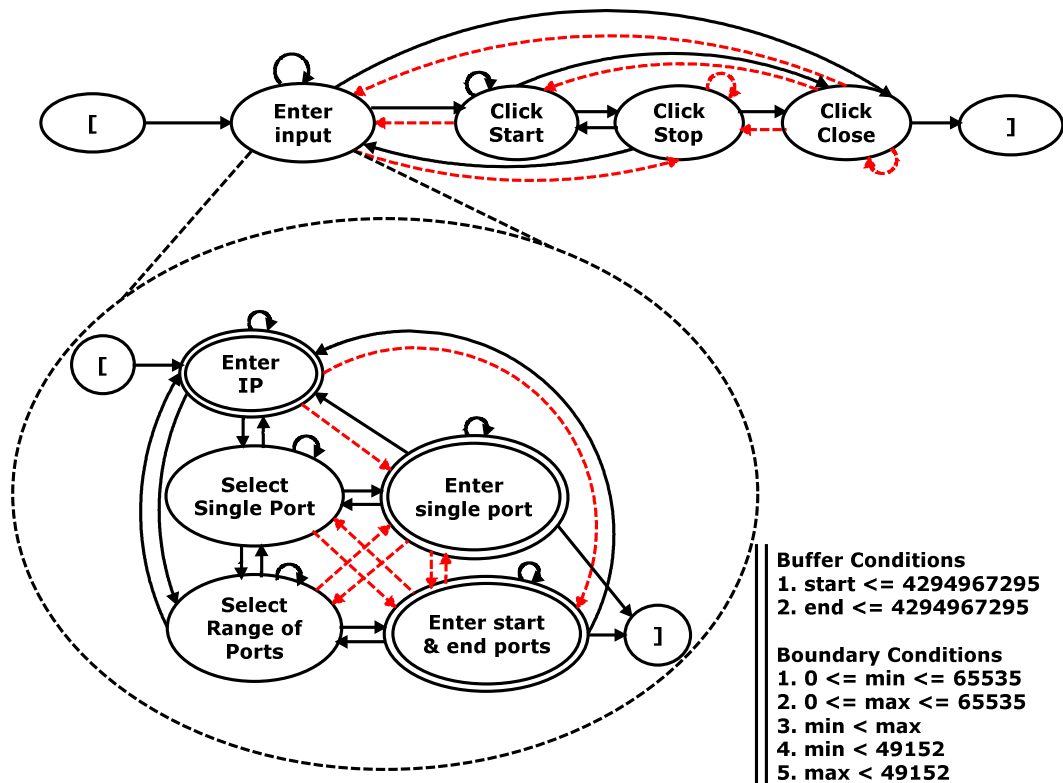 [
Enter
input
Click
Start
Click
Stop
Click
Close
]
[
Enter
IP
Select
Single Port
Enter
single port
Select
Range of
Ports
Enter start
& end ports
]
Buffer Conditions
1. start <= 4294967295
2. end <= 4294967295
Boundary Conditions
1. 0 <= min <= 65535
2. 0 <= max <= 65535
3. min < max
4. min < 49152
5. max < 49152